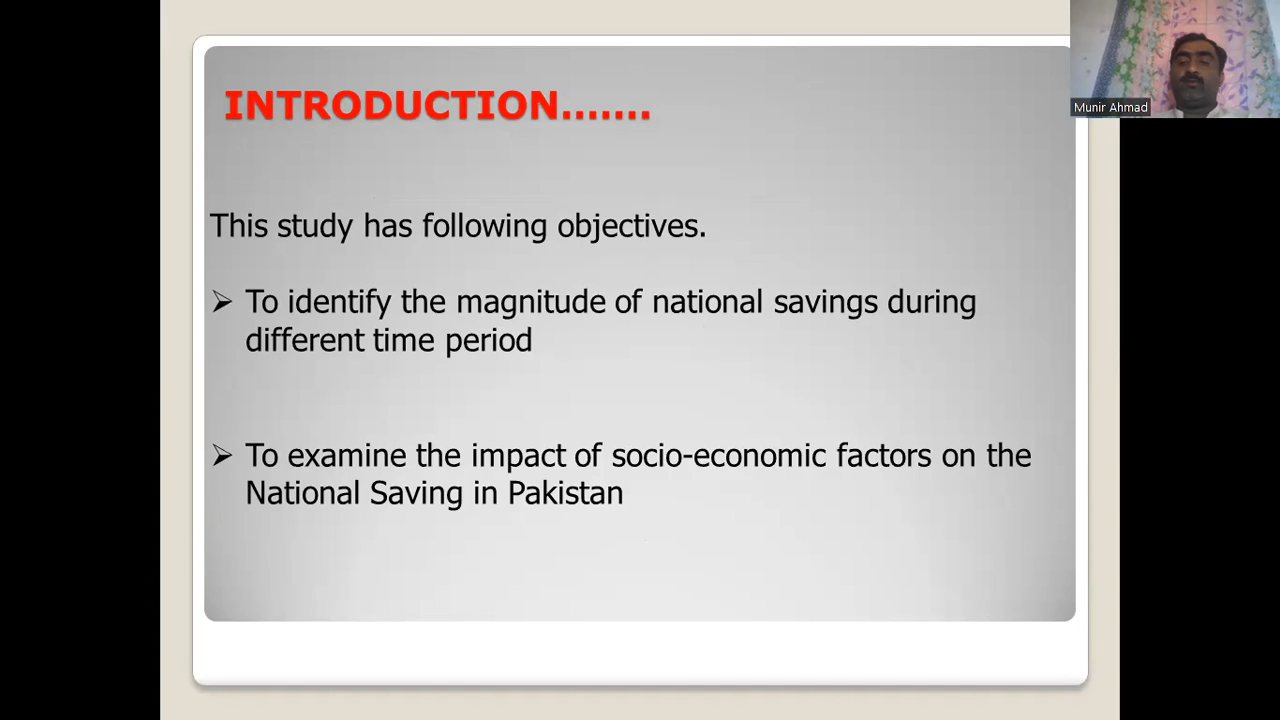 INTRODUCTION.......
Munir Ahmad
This study has following objectives.
➢ To identify the magnitude of national savings during
different time period
➢ To examine the impact of socio-economic factors on the
National Saving in Pakistan